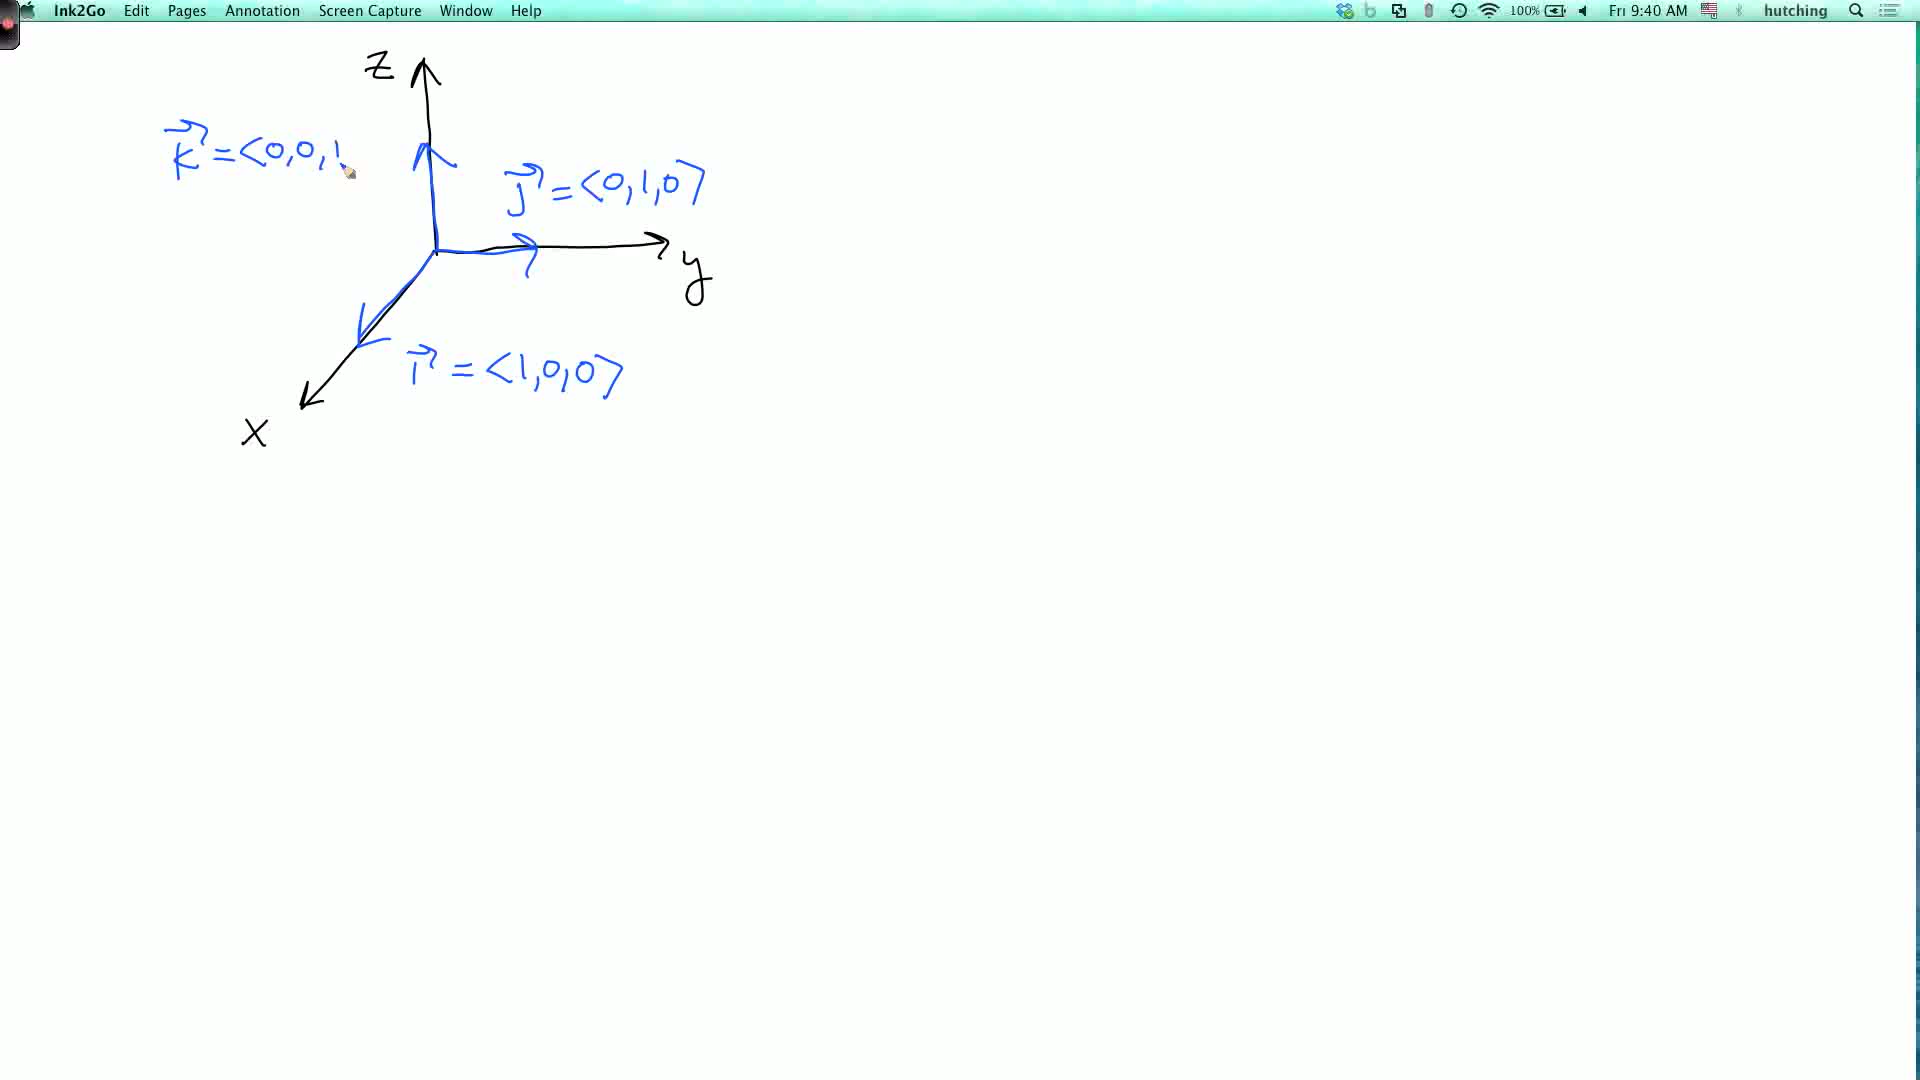 Ink2Go Edit Pages Annotation Screen Capture Window Help 100% Fri 9:40 AM hutching
z
k⃗ = <0,0,1
j⃗ = <0,1,0>
y
i⃗ = <1,0,0>
x